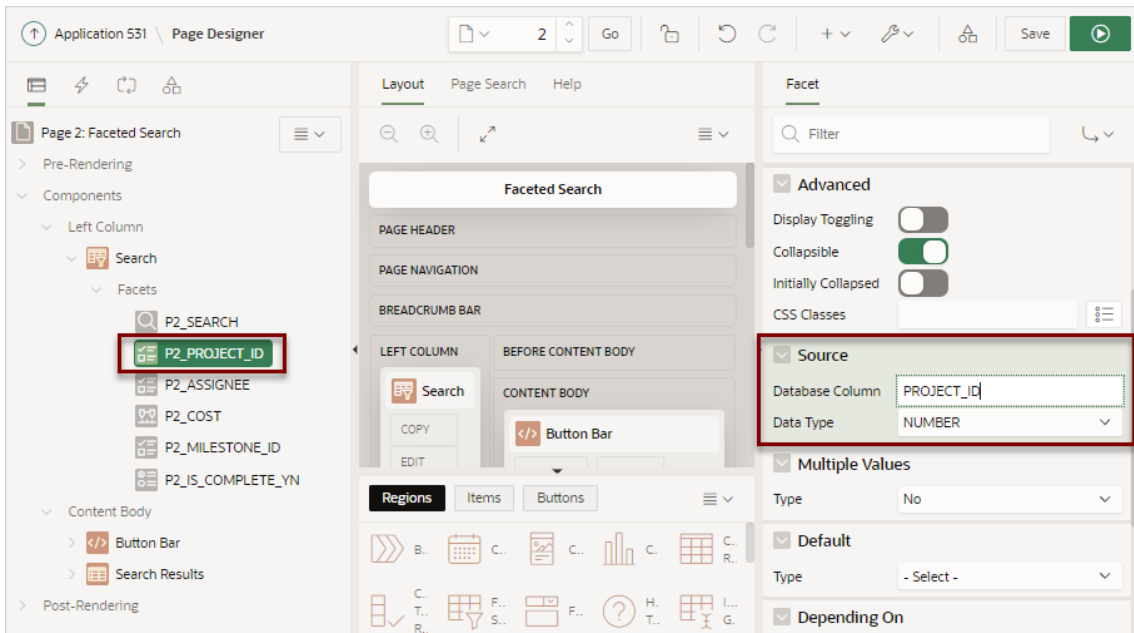 Application 531 \ Page Designer
2
Go
Save
Page 2: Faceted Search
Pre-Rendering
Components
Left Column
Search
Facets
P2_SEARCH
P2_PROJECT_ID
P2_ASSIGNEE
P2_COST
P2_MILESTONE_ID
P2_IS_COMPLETE_YN
Content Body
Button Bar
Search Results
Post-Rendering
Layout Page Search Help
Faceted Search
PAGE HEADER
PAGE NAVIGATION
BREADCRUMB BAR
LEFT COLUMN BEFORE CONTENT BODY
Search
CONTENT BODY
COPY
Button Bar
EDIT
Regions Items Buttons
B.. C.. C.. C.. C.. R..
C.. T.. R.. F.. S.. F.. H.. T.. I... G.
Facet
Filter
Advanced
Display Toggling
Collapsible
Initially Collapsed
CSS Classes
Source
Database Column PROJECT_ID
Data Type NUMBER
Multiple Values
Type No
Default
Type - Select -
Depending On